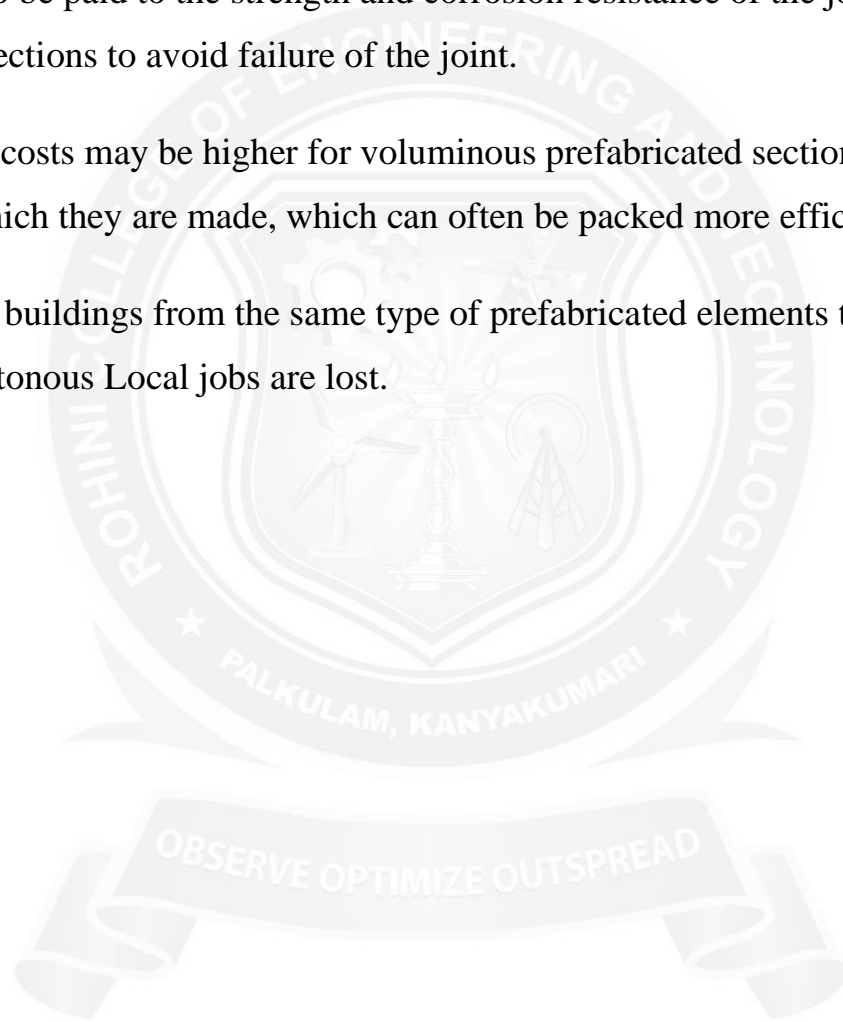 be paid to the strength and corrosion resistance of the
ections to avoid failure of the joint.
costs may be higher for voluminous prefabricated section
hich they are made, which can often be packed more effic
buildings from the same type of prefabricated elements t
tonous Local jobs are lost.
ROHINI COLLEGE OF ENGINEERING AND TECHNOLOGY
PALKULAM, KANYAKUMARI
OBSERVE OPTIMIZE OUTSPREAD